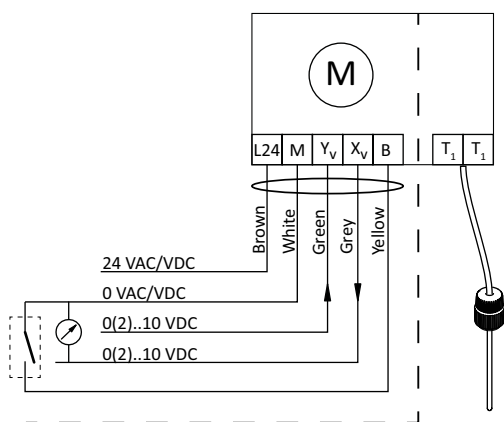 M
L24 M Yv Xv B T1 T1
Brown
White
Green
Grey
Yellow
24 VAC/VDC
0 VAC/VDC
0(2)..10 VDC
0(2)..10 VDC